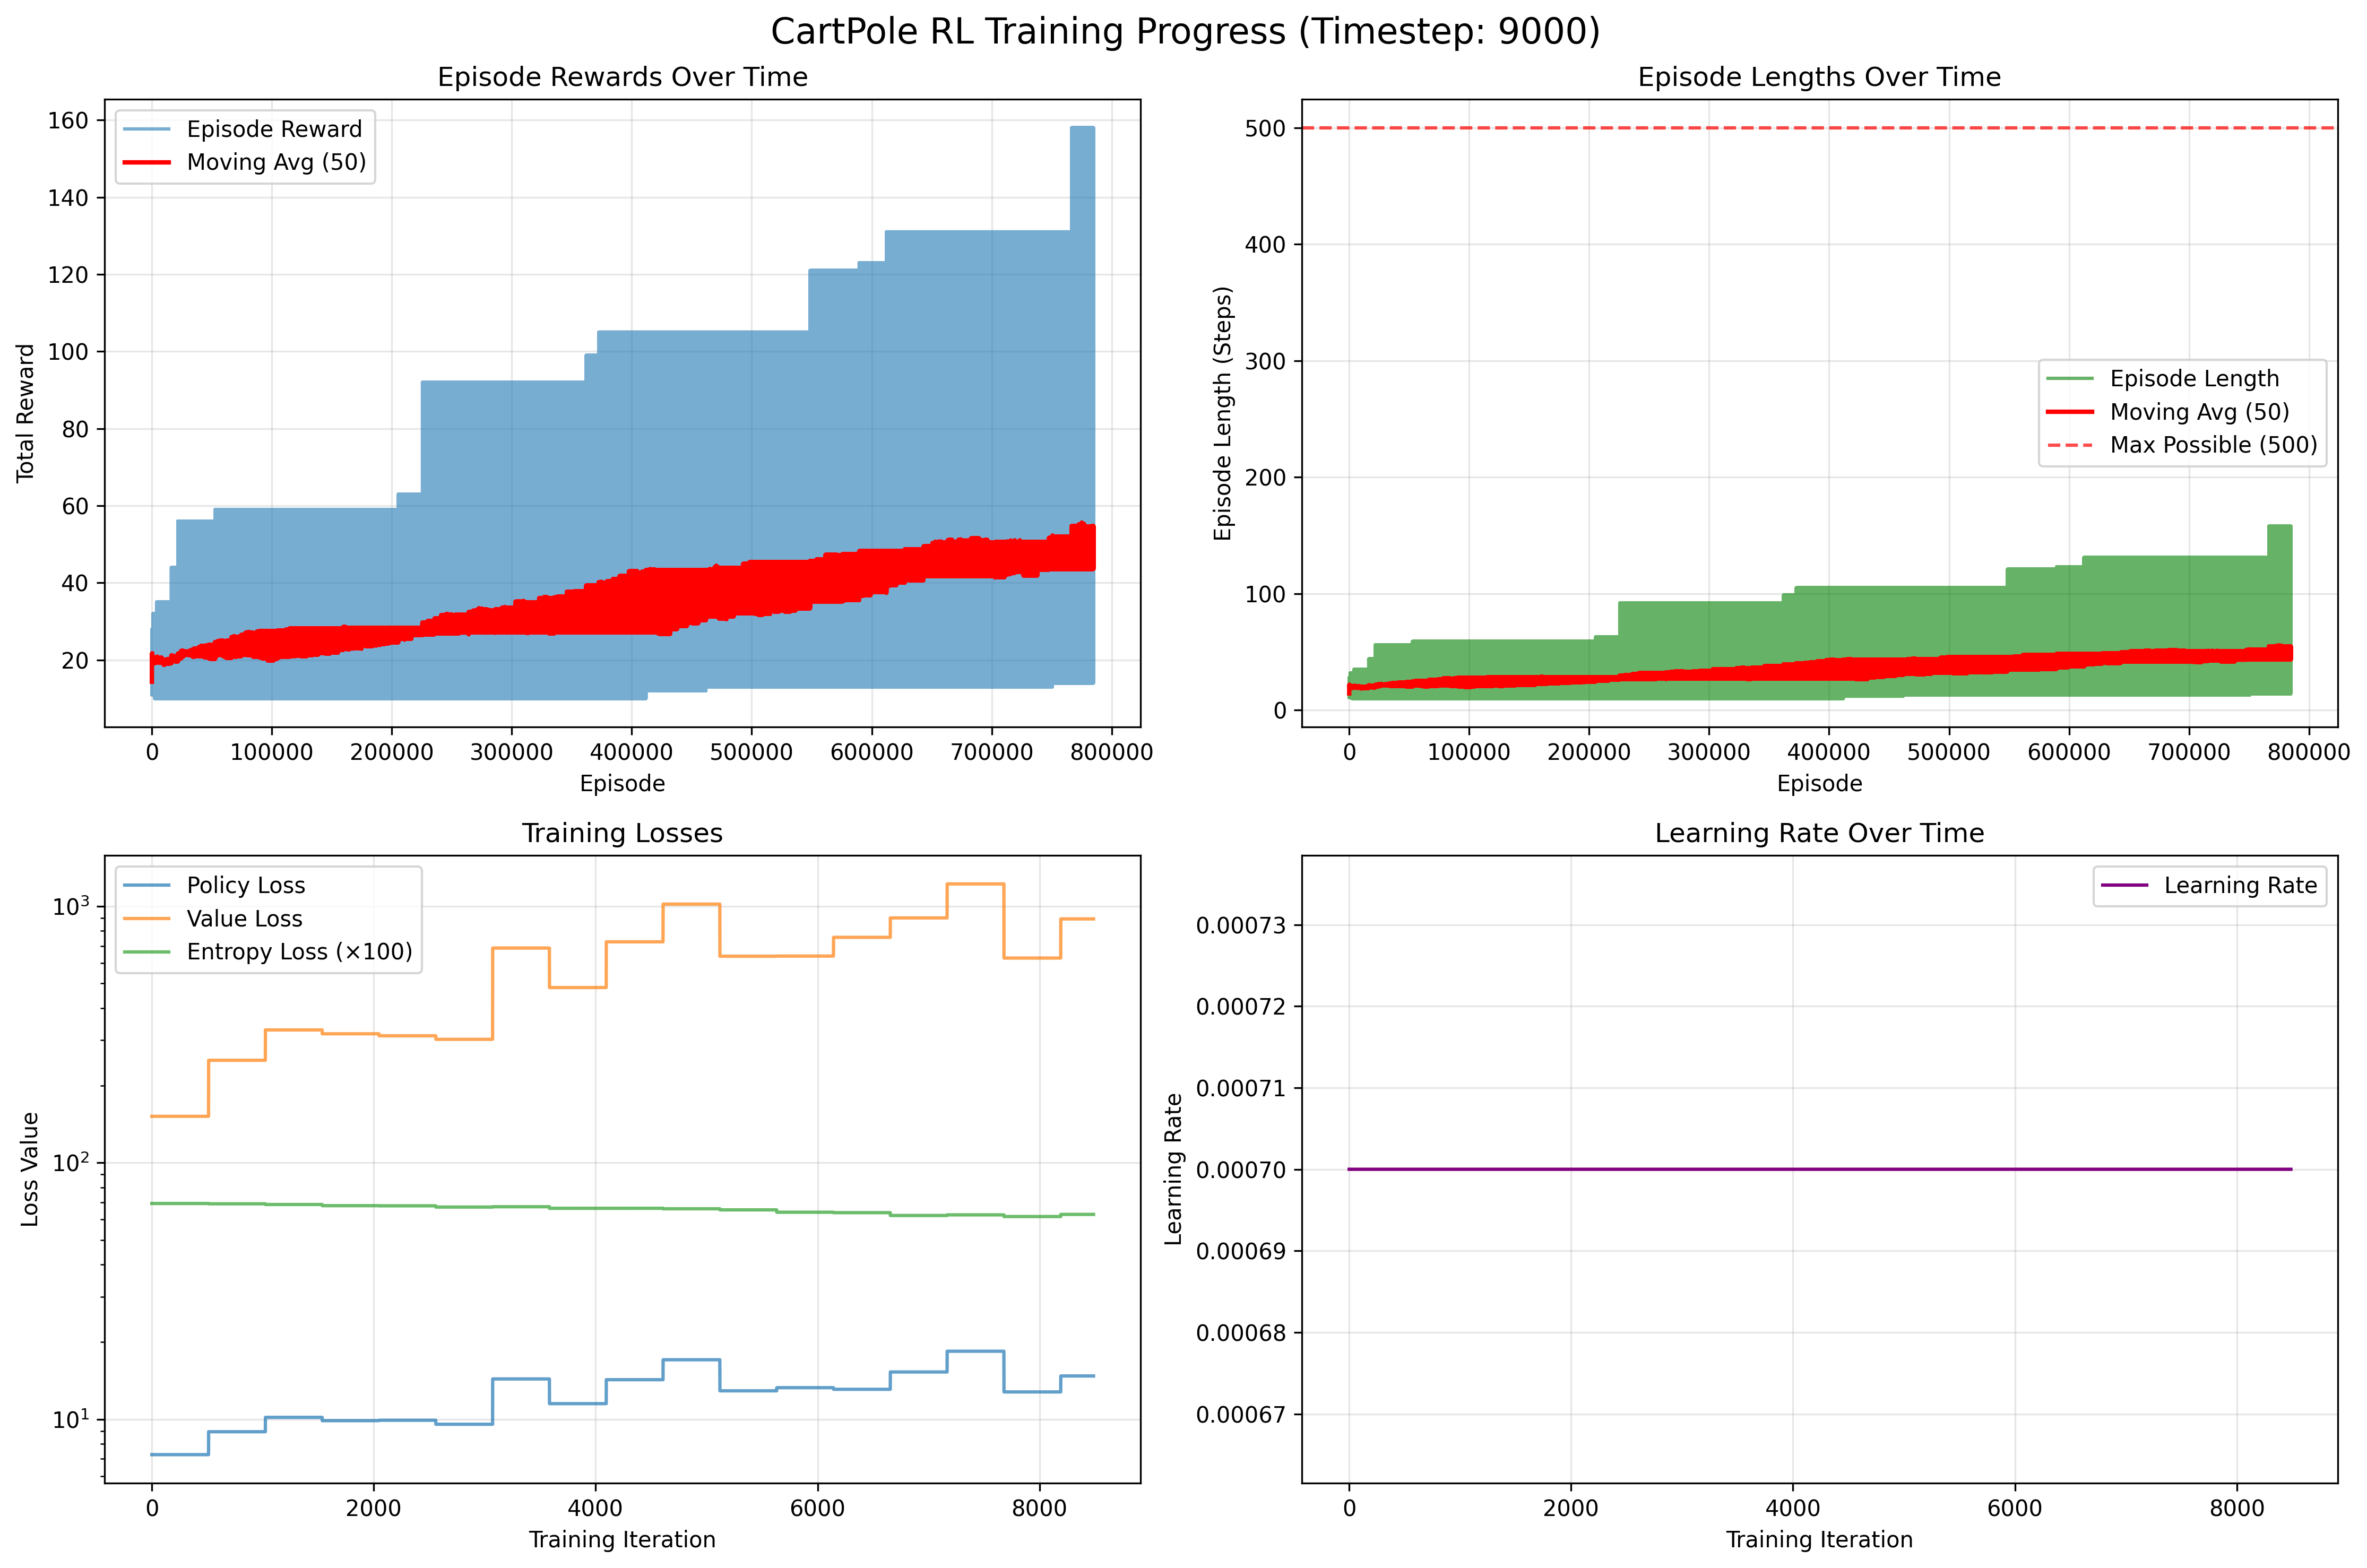 CartPole RL Training Progress (Timestep: 9000)
Episode Rewards Over Time
Episode Reward
Moving Avg (50)
Total Reward
160
140
120
100
80
60
40
20
0 100000 200000 300000 400000 500000 600000 700000 800000
Episode
Episode Lengths Over Time
Episode Length (Steps)
500
400
300
200
100
0
Episode Length
Moving Avg (50)
Max Possible (500)
0 100000 200000 300000 400000 500000 600000 700000 800000
Episode
Training Losses
Policy Loss
Value Loss
Entropy Loss (×100)
Loss Value
10³
10²
10¹
0 2000 4000 6000 8000
Training Iteration
Learning Rate Over Time
Learning Rate
Learning Rate
0.00073
0.00072
0.00071
0.00070
0.00069
0.00068
0.00067
0 2000 4000 6000 8000
Training Iteration